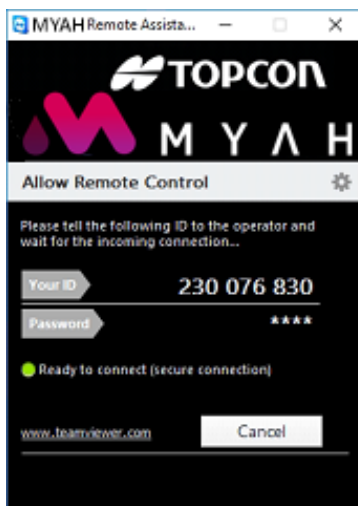 MYAH Remote Assista...
TOPCON
MYAH
Allow Remote Control
Please tell the following ID to the operator and
wait for the incoming connection...
Your ID 230 076 830
Password ****
Ready to connect (secure connection)
www.teamviewer.com Cancel